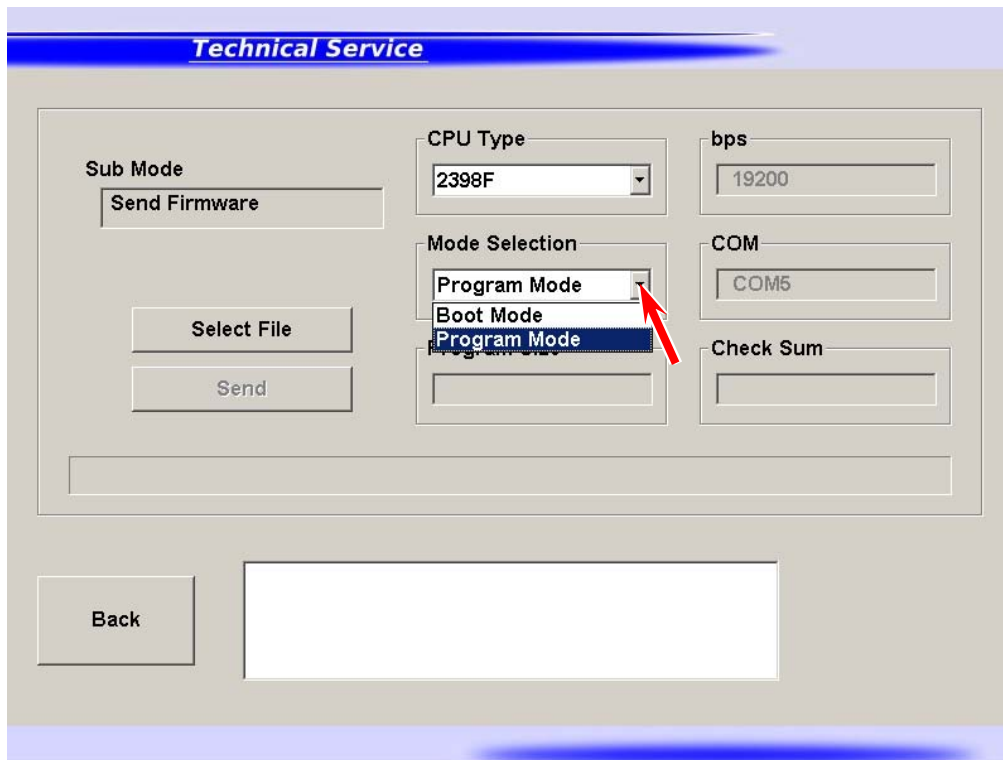 Technical Service
Sub Mode
Send Firmware
CPU Type
2398F
bps
19200
Mode Selection
Program Mode
Boot Mode
Program Mode
COM
COM5
Select File
Send
Check Sum
Back